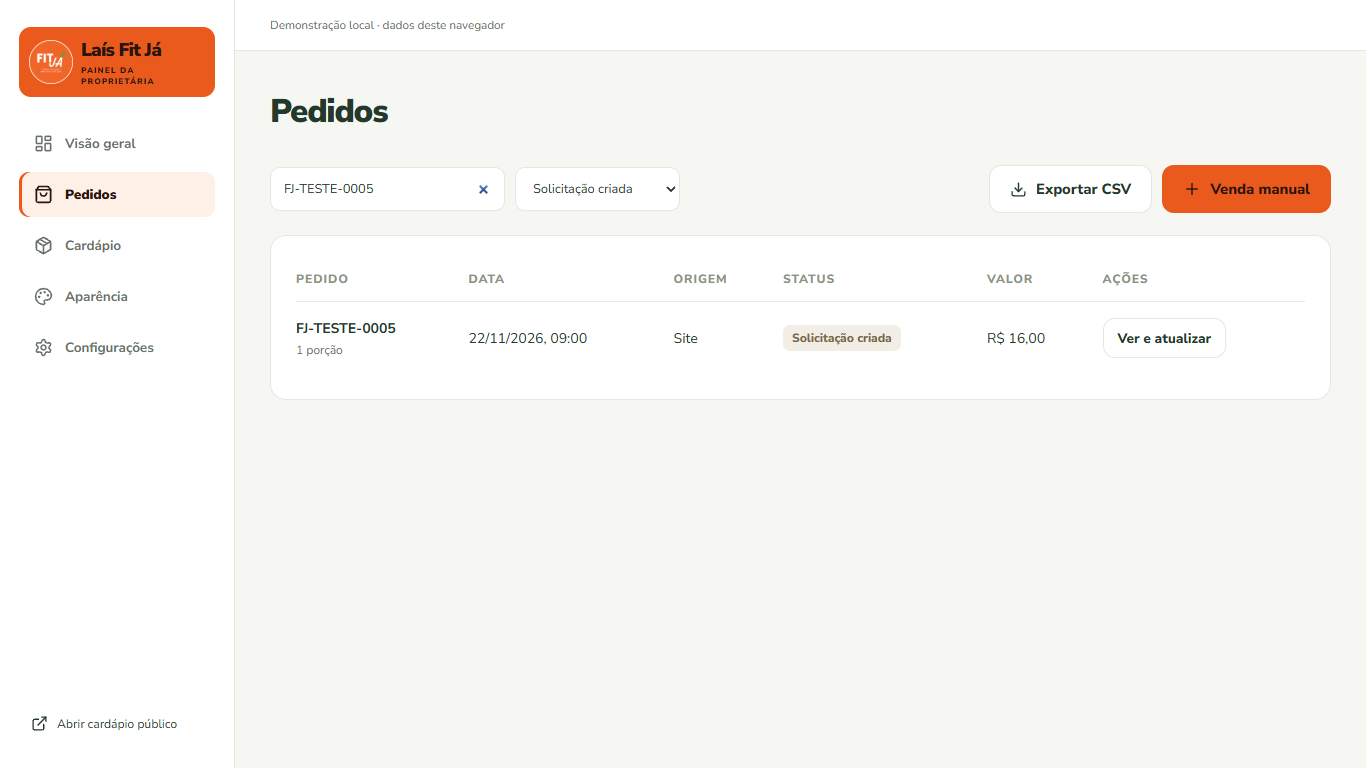 Demonstração local · dados deste navegador
FIT
JÁ
Laís Fit Já
PAINEL DA
PROPRIETÁRIA
Visão geral
Pedidos
Cardápio
Aparência
Configurações
Abrir cardápio público
Pedidos
FJ-TESTE-0005
Solicitação criada
Exportar CSV
Venda manual
PEDIDO DATA ORIGEM STATUS VALOR AÇÕES
FJ-TESTE-0005
1 porção
22/11/2026, 09:00 Site Solicitação criada R$ 16,00 Ver e atualizar